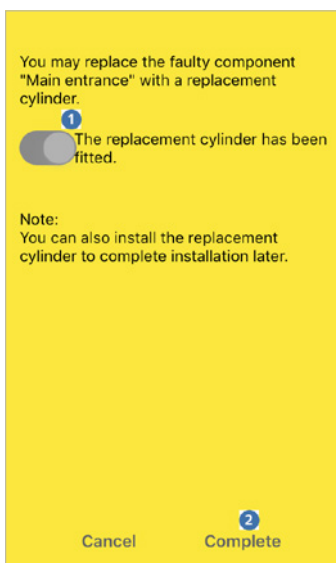 You may replace the faulty component
"Main entrance" with a replacement
cylinder.
1
The replacement cylinder has been
fitted.
Note:
You can also install the replacement
cylinder to complete installation later.
2
Cancel Complete